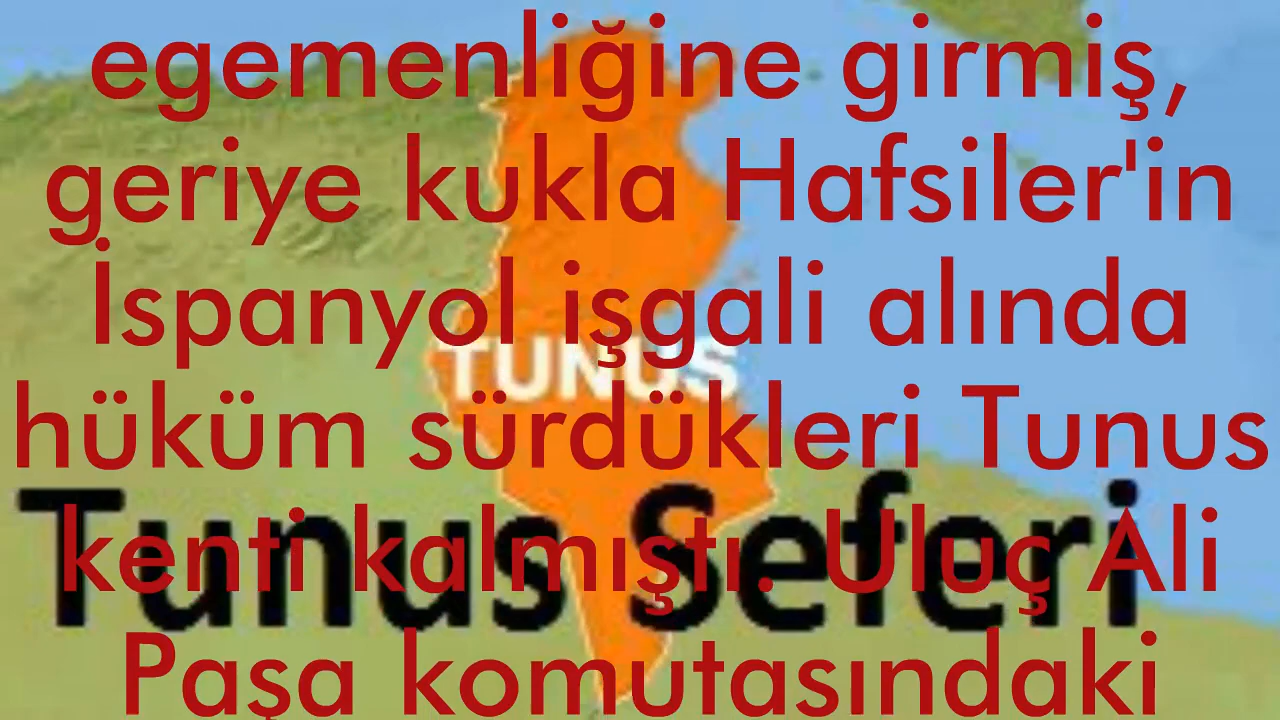 egemenliğine girmiş,
geriye kukla Hafsiler'in
İspanyol işgali alında
TUNUS
hüküm sürdükleri Tunus
kenti kalmıştı. Uluç Ali
Tunus Seferi
Paşa komutasındaki